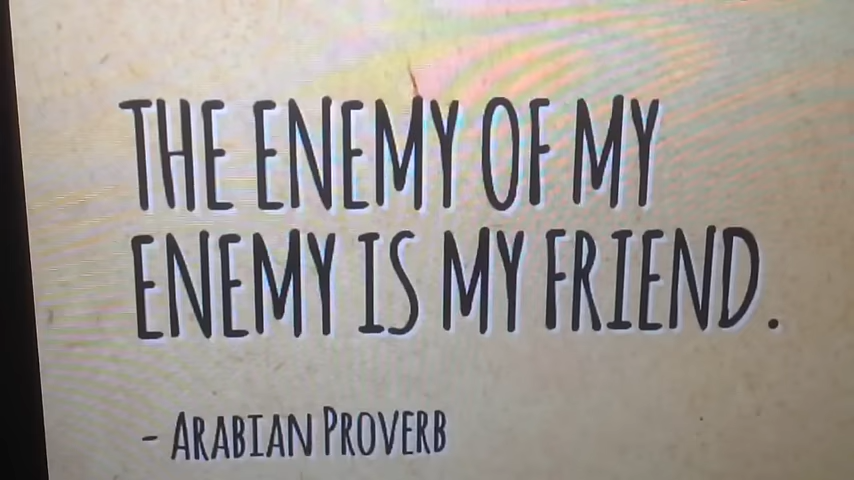 THE ENEMY OF MY
ENEMY IS MY FRIEND.
- ARABIAN PROVERB